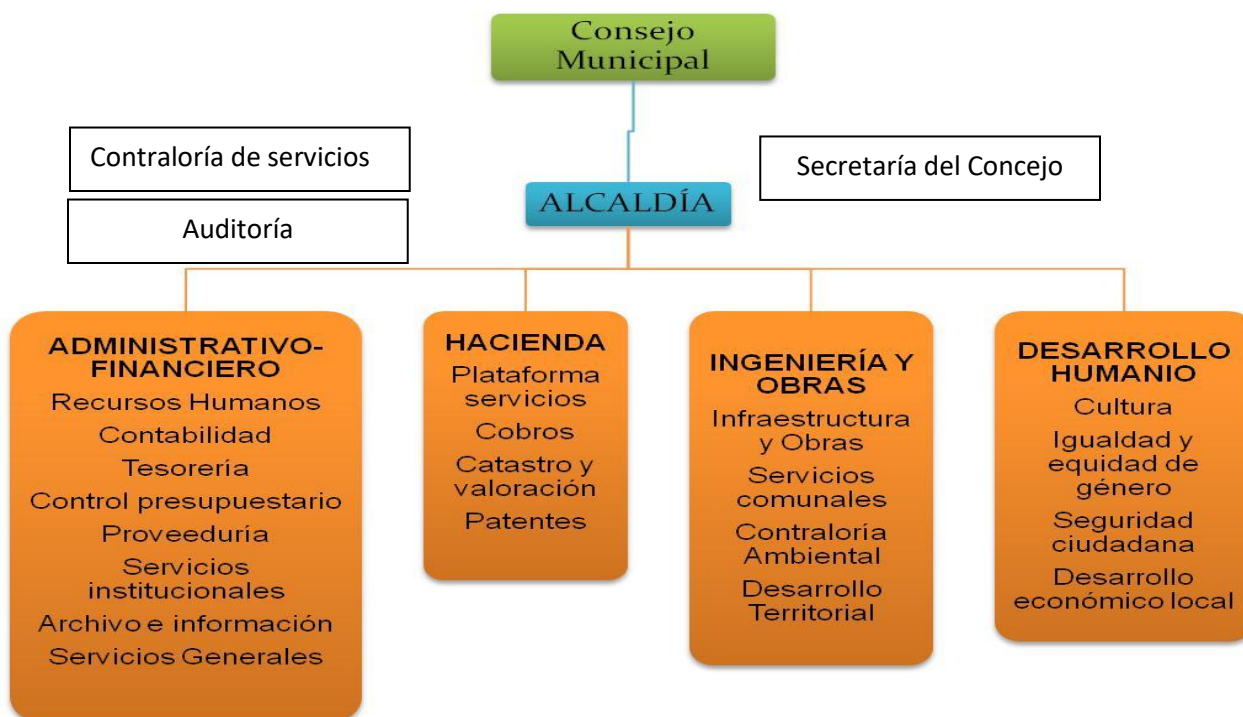 Consejo
Municipal
Contraloría de servicios
Secretaría del Concejo
ALCALDÍA
Auditoría
ADMINISTRATIVO-
FINANCIERO
Recursos Humanos
Contabilidad
Tesorería
Control presupuestario
Proveeduría
Servicios
institucionales
Archivo e información
Servicios Generales
HACIENDA
Plataforma
servicios
Cobros
Catastro y
valoración
Patentes
INGENIERÍA Y
OBRAS
Infraestructura
y Obras
Servicios
comunales
Contraloría
Ambiental
Desarrollo
Territorial
DESARROLLO
HUMANIO
Cultura
Igualdad y
equidad de
género
Seguridad
ciudadana
Desarrollo
económico local